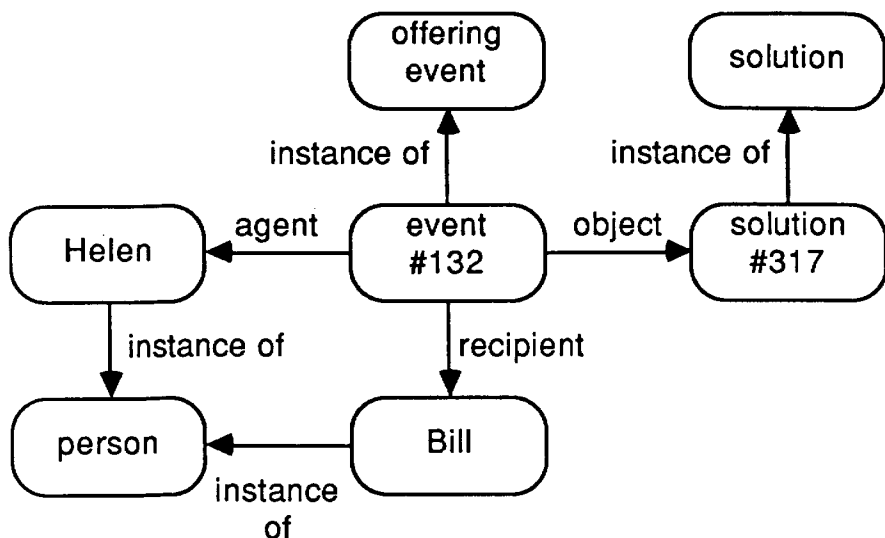 offering
event
solution
instance of
instance of
Helen
agent
event
#132
object
solution
#317
instance of
recipient
person
Bill
instance
of